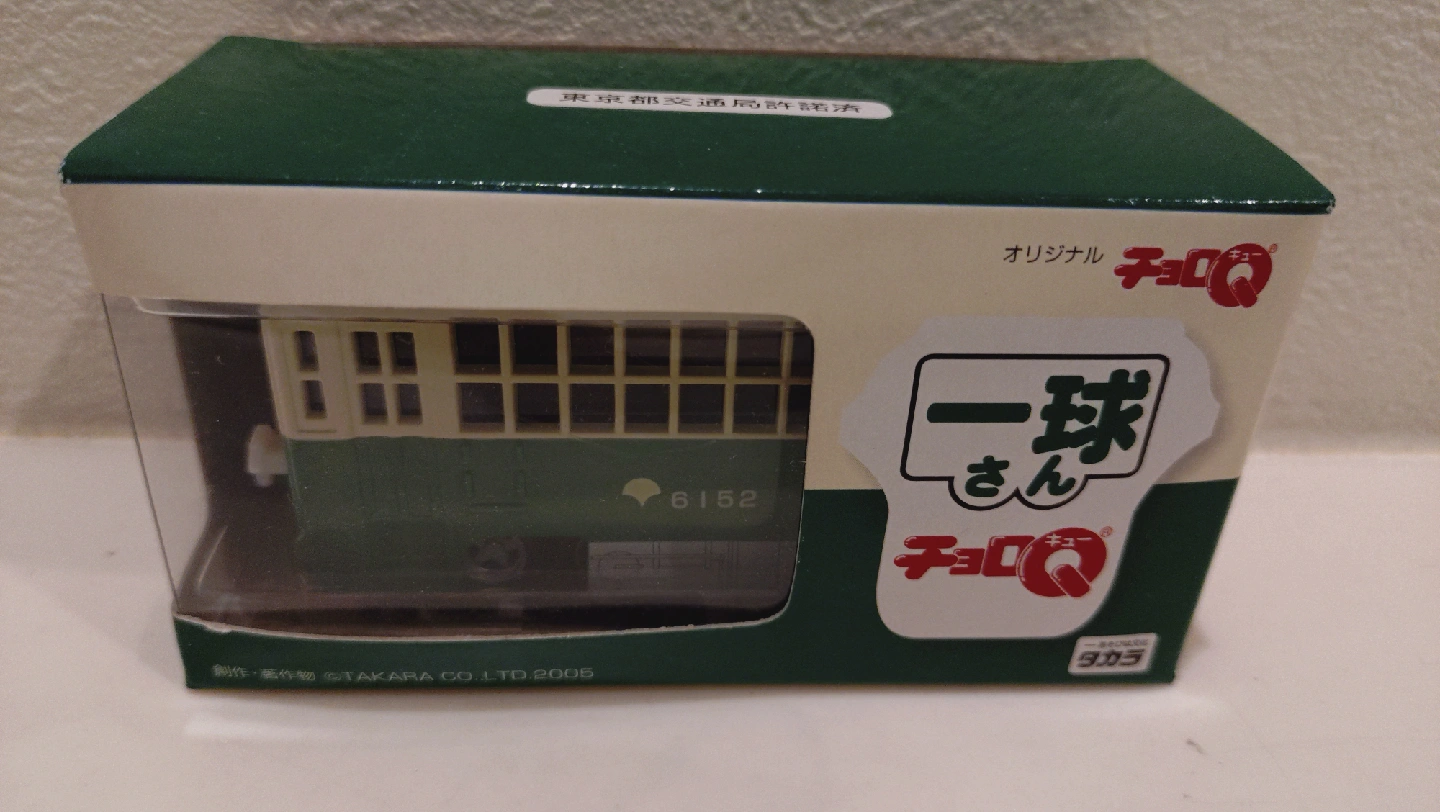 東京都交通局許諾済
オリジナル チョロQ®
キュー
一球
さん
チョロQ®
キュー
6152
タカラ
創作・著作物 ©TAKARA CO.,LTD.2005